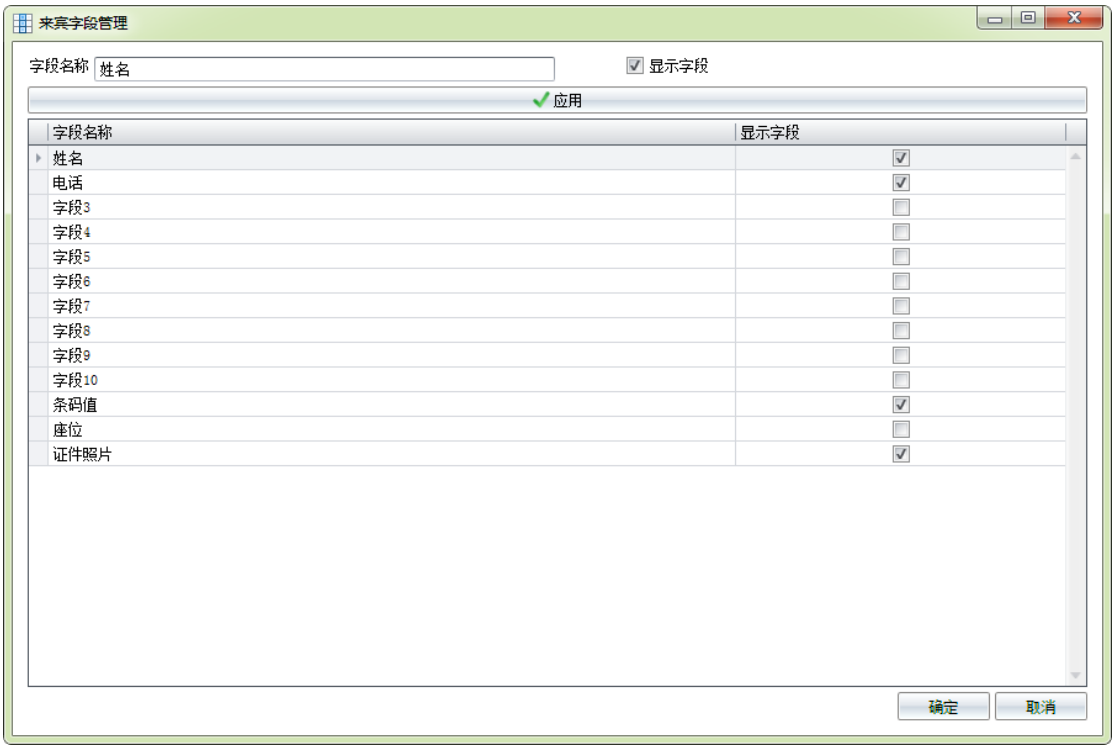 来宾字段管理
字段名称 姓名 显示字段
应用
字段名称 显示字段
姓名
电话
字段3
字段4
字段5
字段6
字段7
字段8
字段9
字段10
条码值
座位
证件照片
确定 取消